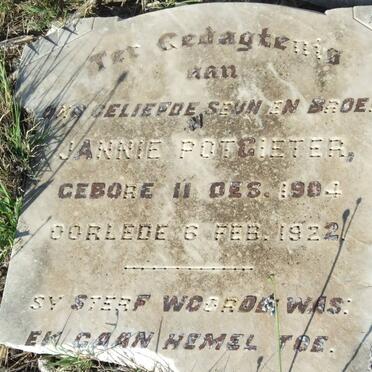 Ter Gedagtenis
aan
ONS GELIEFDE SEUN EN BROER
JANNIE POTGIETER,
GEBORE 11 DES. 1904
OORLEDE 6 FEB. 1922.
SY STERF WOORDE WAS:
EK GAAN HEMEL TOE.